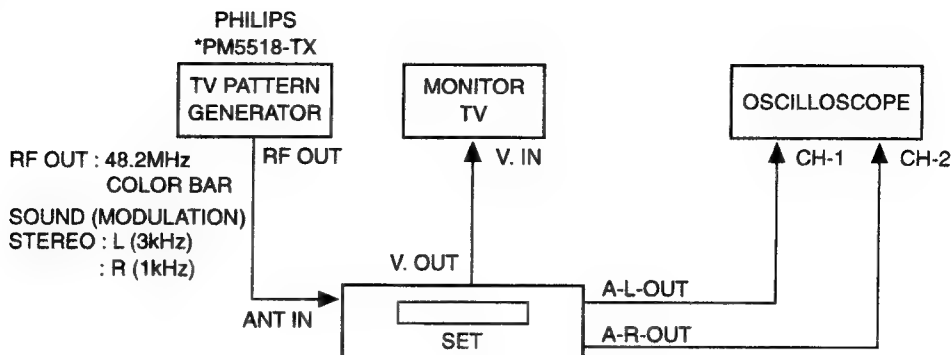 PHILIPS
*PM5518-TX
TV PATTERN
GENERATOR
MONITOR
TV
OSCILLOSCOPE
RF OUT : 48.2MHz
COLOR BAR
SOUND (MODULATION)
STEREO : L (3kHz)
: R (1kHz)
RF OUT
V. IN
CH-1
CH-2
V. OUT
ANT IN
SET
A-L-OUT
A-R-OUT